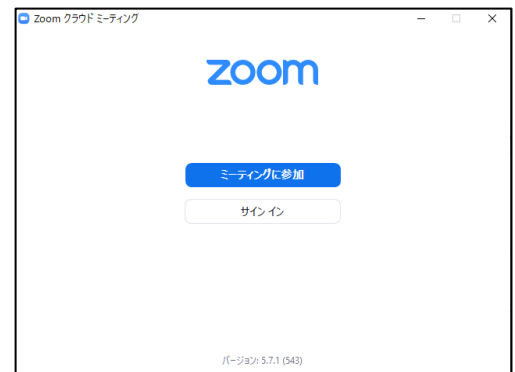 Zoom クラウド ミーティング
zoom
ミーティングに参加
サイン イン
バージョン: 5.7.1 (543)